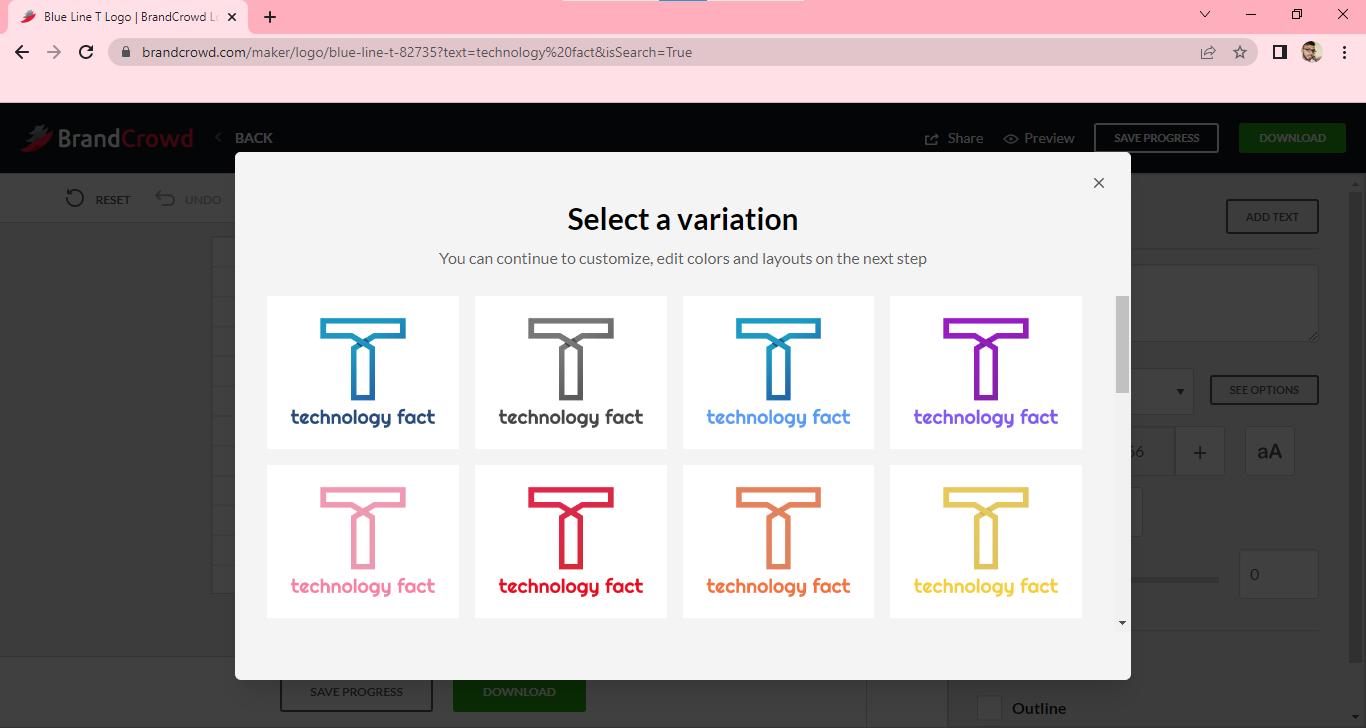 Blue Line T Logo | BrandCrowd Lo
brandcrowd.com/maker/logo/blue-line-t-82735?text=technology%20fact&isSearch=True
BrandCrowd
BACK
Share
Preview
SAVE PROGRESS
DOWNLOAD
RESET
UNDO
ADD TEXT
Select a variation
You can continue to customize, edit colors and layouts on the next step
technology fact
technology fact
technology fact
technology fact
SEE OPTIONS
aA
technology fact
technology fact
technology fact
technology fact
0
SAVE PROGRESS
DOWNLOAD
Outline